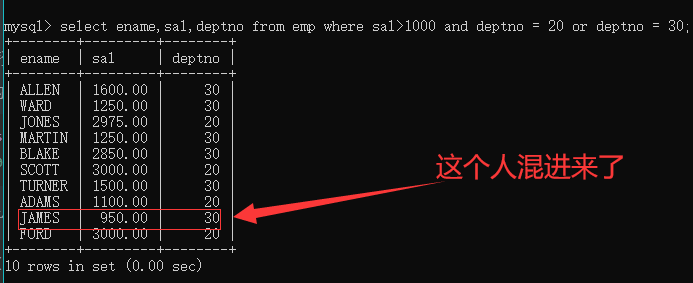 mysql> select ename,sal,deptno from emp where sal>1000 and deptno = 20 or deptno = 30;
+--------+---------+--------+
| ename  | sal     | deptno |
+--------+---------+--------+
| ALLEN  | 1600.00 |     30 |
| WARD   | 1250.00 |     30 |
| JONES  | 2975.00 |     20 |
| MARTIN | 1250.00 |     30 |
| BLAKE  | 2850.00 |     30 |
| SCOTT  | 3000.00 |     20 |
| TURNER | 1500.00 |     30 |
| ADAMS  | 1100.00 |     20 |
| JAMES  |  950.00 |     30 |
| FORD   | 3000.00 |     20 |
+--------+---------+--------+
10 rows in set (0.00 sec)
这个人混进来了